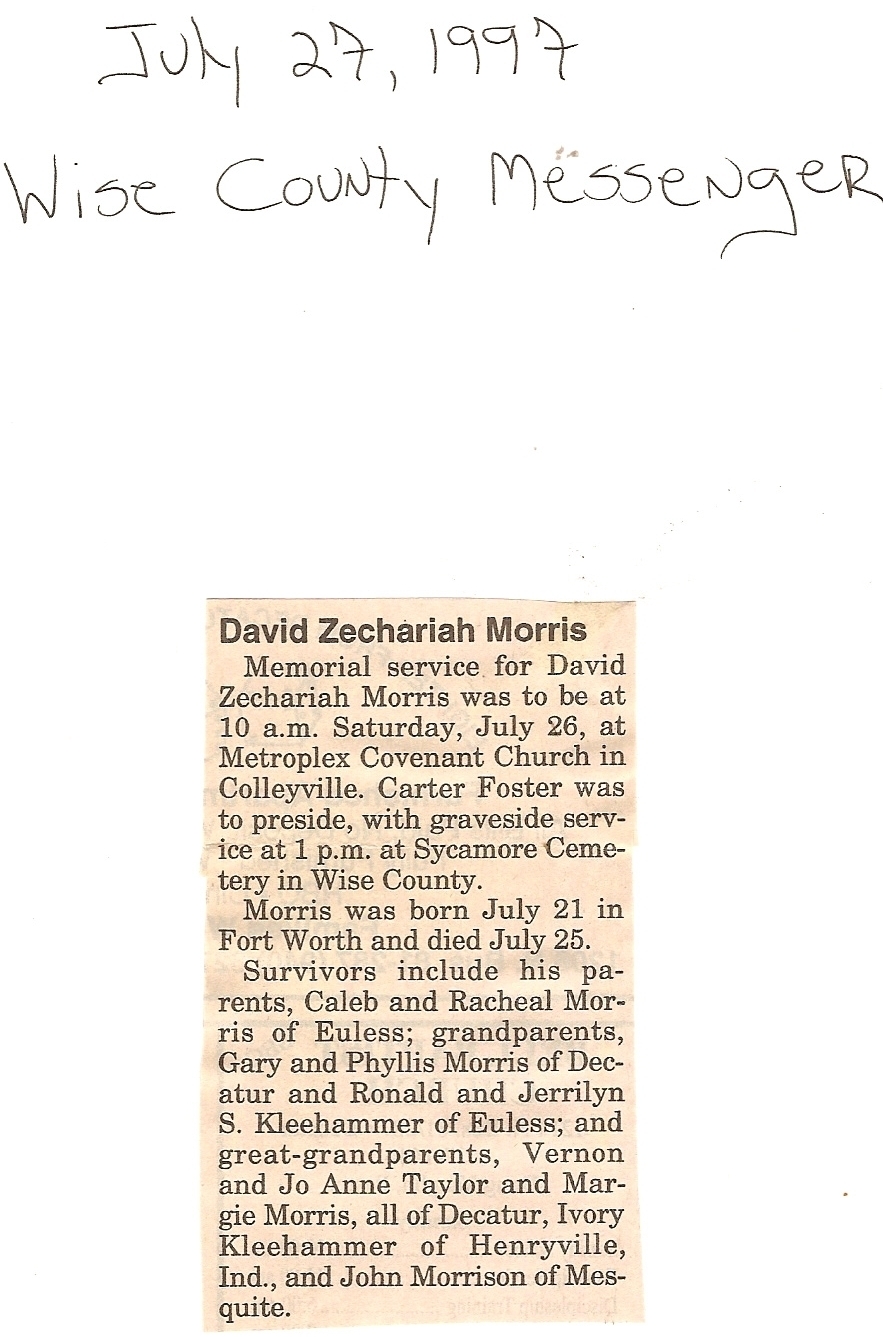 July 27, 1997
Wise County Messenger
David Zechariah Morris
Memorial service for David
Zechariah Morris was to be at
10 a.m. Saturday, July 26, at
Metroplex Covenant Church in
Colleyville. Carter Foster was
to preside, with graveside serv-
ice at 1 p.m. at Sycamore Ceme-
tery in Wise County.
Morris was born July 21 in
Fort Worth and died July 25.
Survivors include his pa-
rents, Caleb and Racheal Mor-
ris of Euless; grandparents,
Gary and Phyllis Morris of Dec-
atur and Ronald and Jerrilyn
S. Kleehammer of Euless; and
great-grandparents, Vernon
and Jo Anne Taylor and Mar-
gie Morris, all of Decatur, Ivory
Kleehammer of Henryville,
Ind., and John Morrison of Mes-
quite.